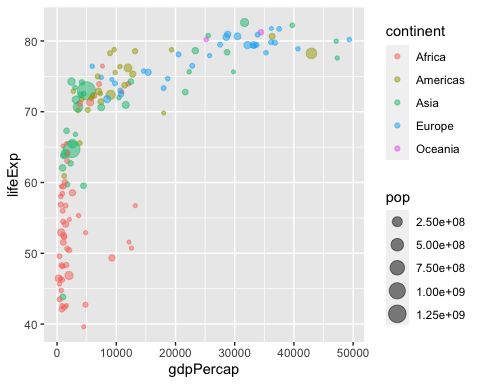 80
70
60
50
40
lifeExp
0
10000
20000
30000
40000
50000
gdpPercap
continent
Africa
Americas
Asia
Europe
Oceania
pop
2.50e+08
5.00e+08
7.50e+08
1.00e+09
1.25e+09